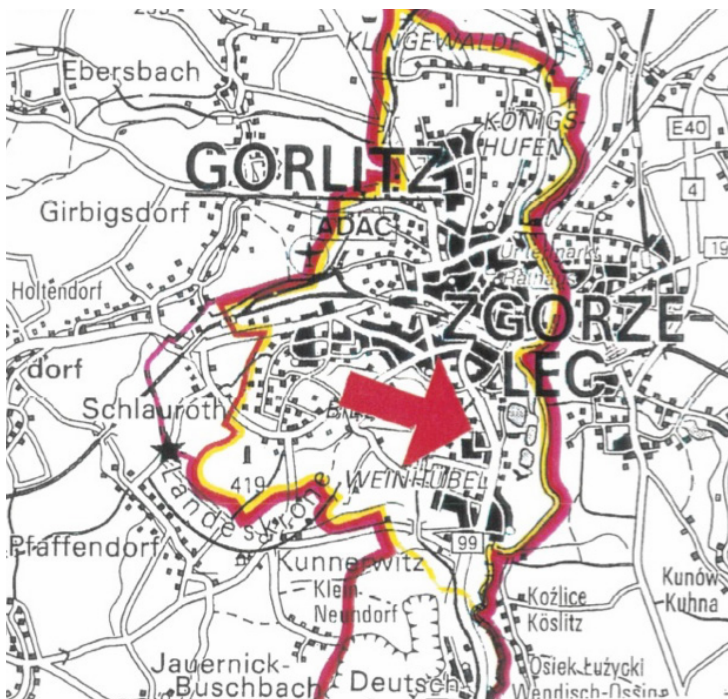 KLINGEWALDE
Ebersbach
KÖNIGS-
HUFEN
E40
GÖRLITZ
4
Girbigsdorf
ADAC
19
Holtendorf
ZGORZE-
LEC
dorf
Schlauroth
WEINHÜBEL
419
Landeskrone
Pfaffendorf
99
Kunnerwitz
Klein
Neundorf
Koźlice
Köslitz
Kunów
Kuhna
Jauernick-
Buschbach
Deutsch
Osiek Łużycki
Wendisch-Ossig